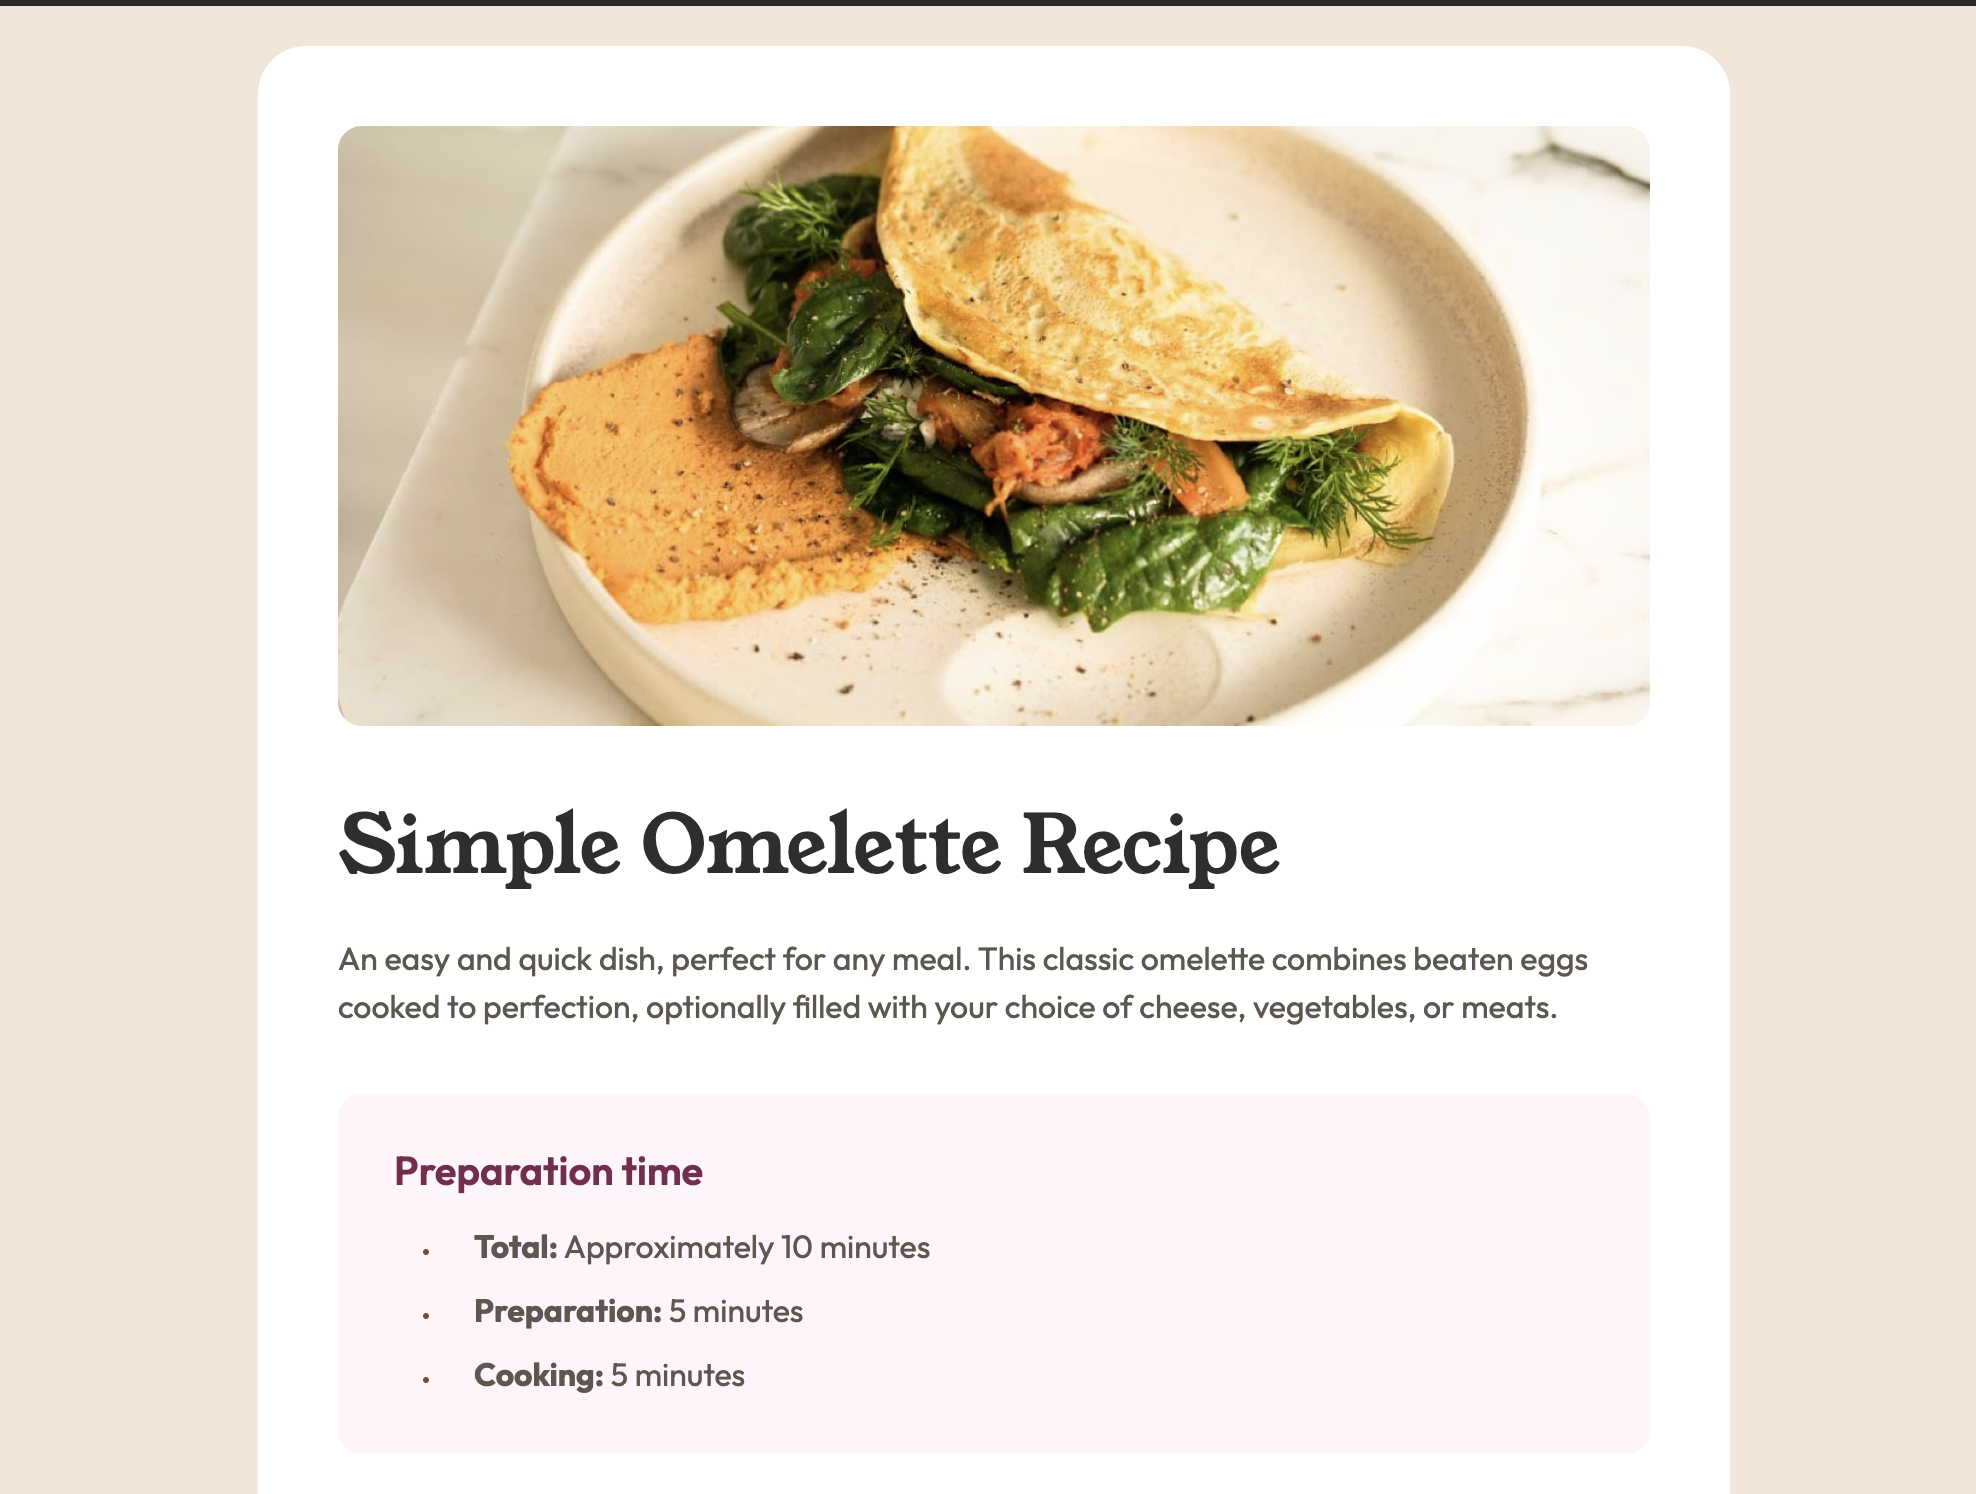 Simple Omelette Recipe
An easy and quick dish, perfect for any meal. This classic omelette combines beaten eggs
cooked to perfection, optionally filled with your choice of cheese, vegetables, or meats.
Preparation time
• Total: Approximately 10 minutes
• Preparation: 5 minutes
• Cooking: 5 minutes